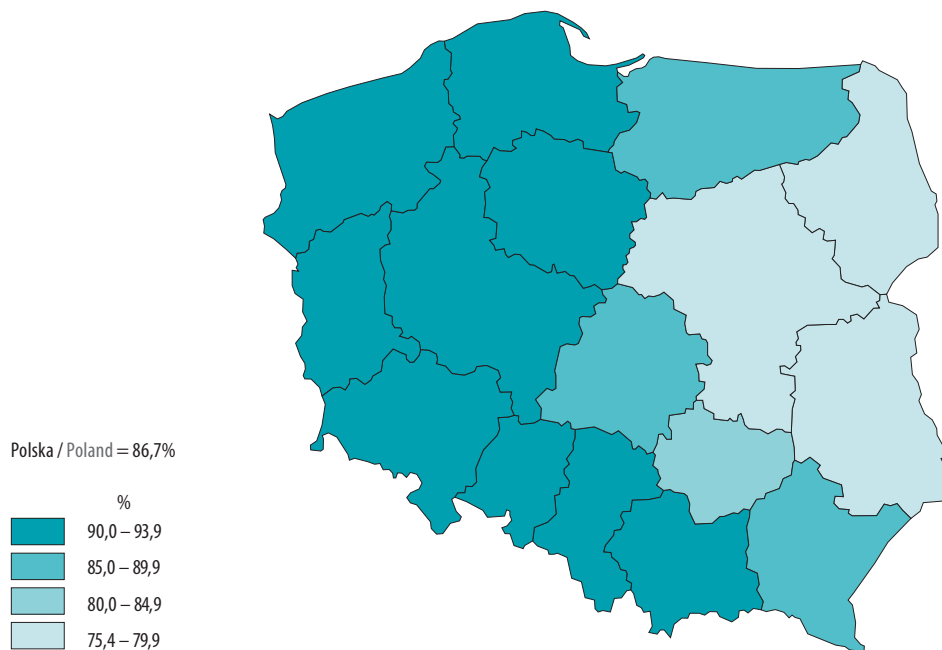 Polska / Poland = 86,7%
%
90,0 – 93,9
85,0 – 89,9
80,0 – 84,9
75,4 – 79,9